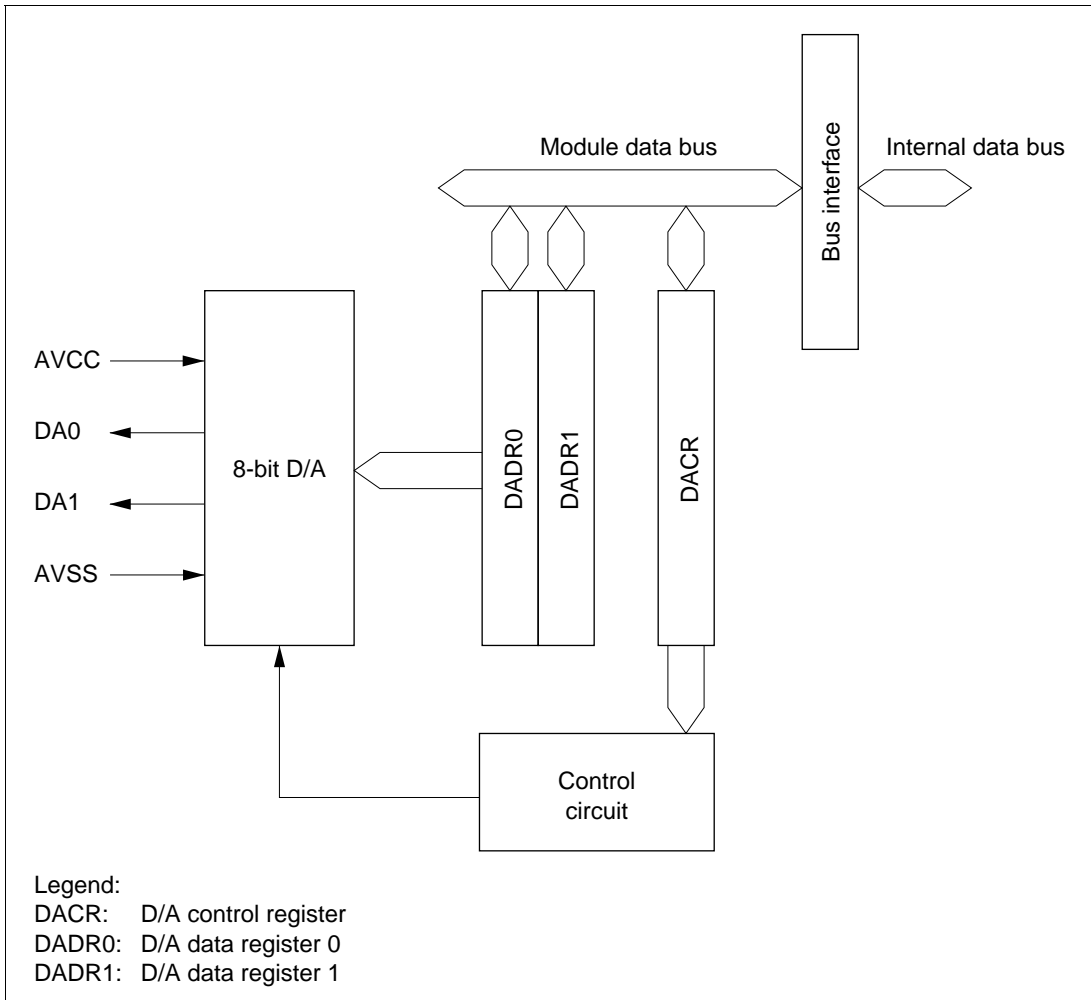 Module data bus
Internal data bus
Bus interface
AVCC
DA0
DA1
AVSS
8-bit D/A
DADR0
DADR1
DACR
Control
circuit
Legend:
DACR: D/A control register
DADR0: D/A data register 0
DADR1: D/A data register 1